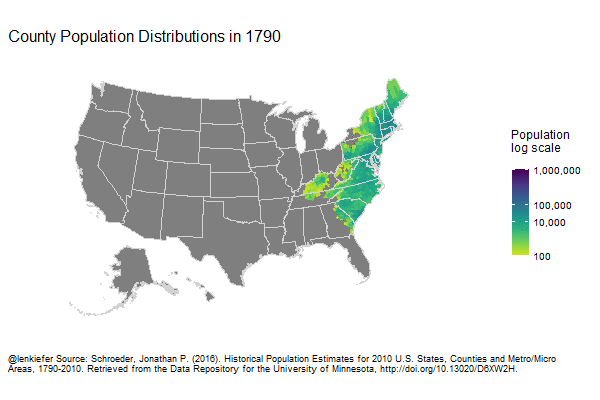 County Population Distributions in 1790
Population
log scale
1,000,000
100,000
10,000
100
@lenkiefer Source: Schroeder, Jonathan P. (2016). Historical Population Estimates for 2010 U.S. States, Counties and Metro/Micro
Areas, 1790-2010. Retrieved from the Data Repository for the University of Minnesota, http://doi.org/10.13020/D6XW2H.